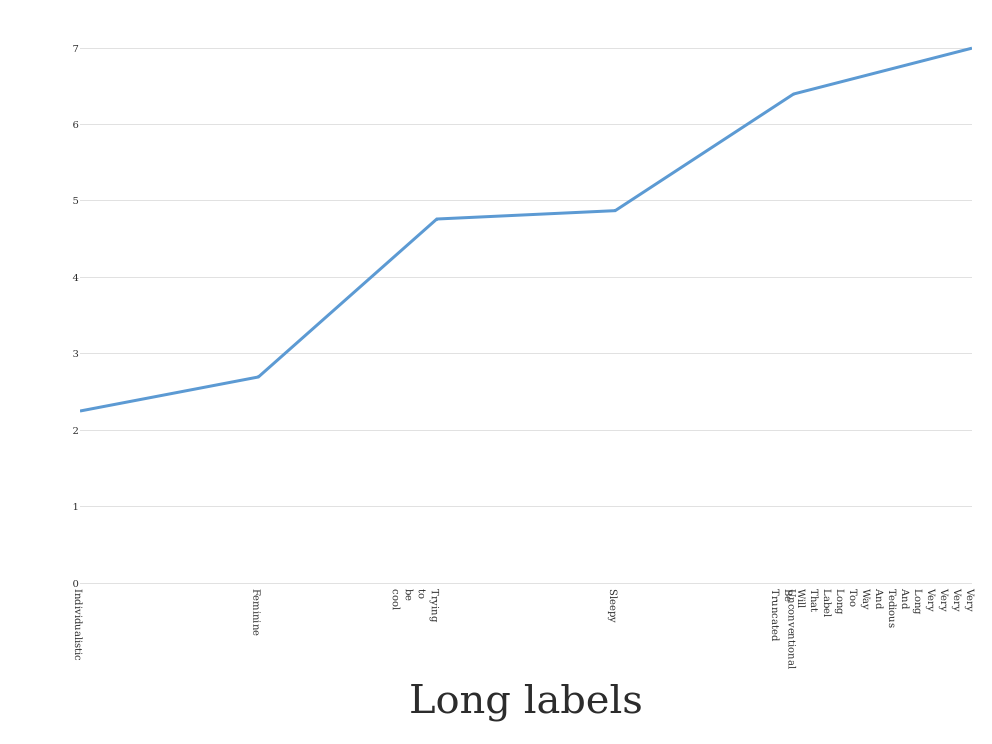 7
6
5
4
3
2
1
0
Individualistic
Feminine
Trying
to
be
cool
Sleepy
Unconventional
Very
Very
Very
Very
Long
And
Tedious
And
Way
Too
Long
Label
That
Will
Be
Truncated
Long labels